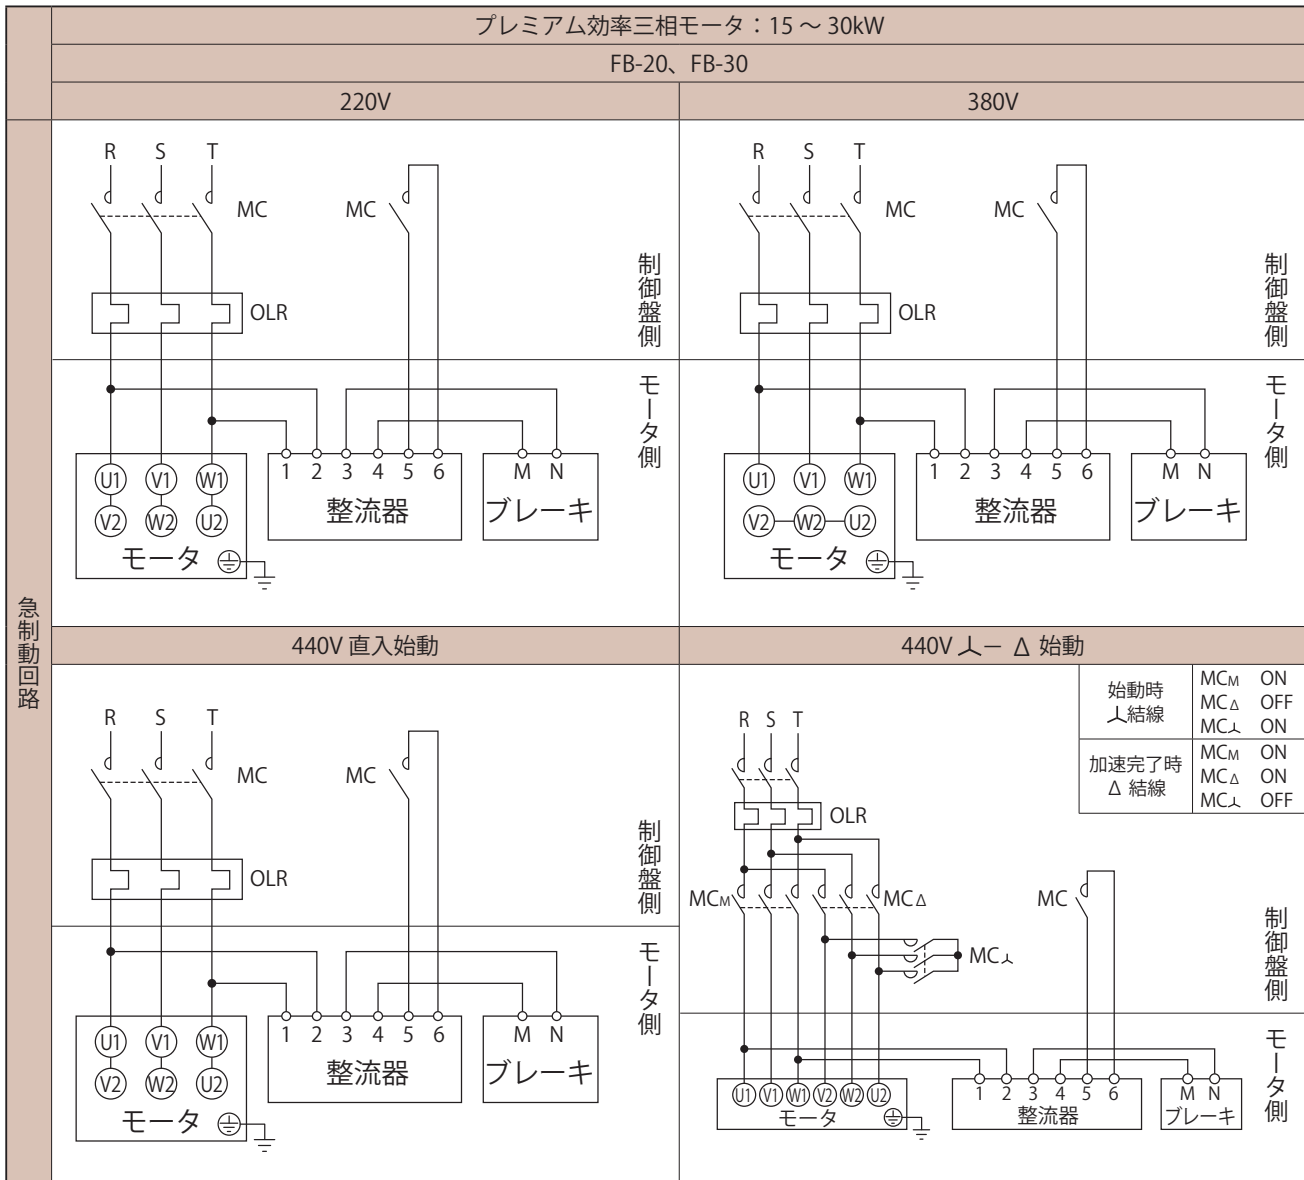 プレミアム効率三相モータ：15 ～ 30kW
FB-20、FB-30
220V
380V
急制動回路
R S T
MC
MC
OLR
制御盤側
モータ側
U1 V1 W1
V2 W2 U2
モータ
1 2 3 4 5 6
整流器
M N
ブレーキ
R S T
MC
MC
OLR
制御盤側
モータ側
U1 V1 W1
V2 W2 U2
モータ
1 2 3 4 5 6
整流器
M N
ブレーキ
440V 直入始動
440V 人− Δ 始動
R S T
MC
MC
OLR
制御盤側
モータ側
U1 V1 W1
V2 W2 U2
モータ
1 2 3 4 5 6
整流器
M N
ブレーキ
始動時
人結線
MCM ON
MCΔ OFF
MC人 ON
加速完了時
Δ 結線
MCM ON
MCΔ ON
MC人 OFF
R S T
OLR
MCM
MCΔ
MC
MC人
制御盤側
モータ側
U1 V1 W1 V2 W2 U2
モータ
1 2 3 4 5 6
整流器
M N
ブレーキ